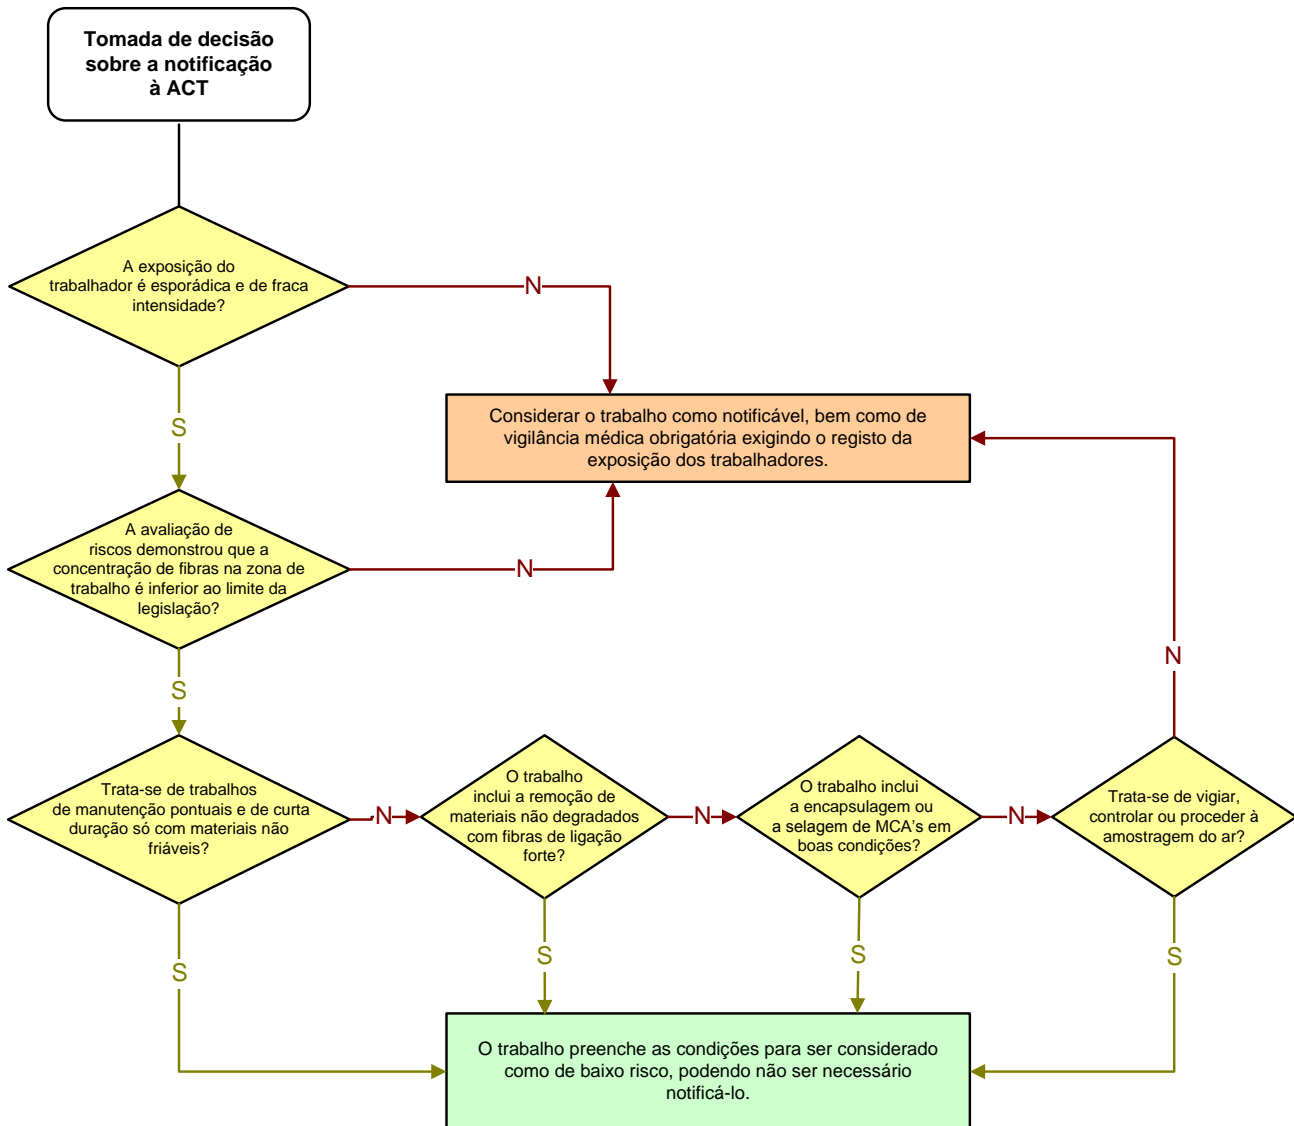 Tomada de decisão
sobre a notificação
à ACT
A exposição do
trabalhador é esporádica e de fraca
intensidade?
N
S
Considerar o trabalho como notificável, bem como de
vigilância médica obrigatória exigindo o registo da
exposição dos trabalhadores.
A avaliação de
riscos demonstrou que a
concentração de fibras na zona de
trabalho é inferior ao limite da
legislação?
N
S
Trata-se de trabalhos
de manutenção pontuais e de curta
duração só com materiais não
friáveis?
N
S
O trabalho
inclui a remoção de
materiais não degradados
com fibras de ligação
forte?
N
S
O trabalho inclui
a encapsulagem ou
a selagem de MCA's em
boas condições?
N
S
Trata-se de vigiar,
controlar ou proceder à
amostragem do ar?
N
S
O trabalho preenche as condições para ser considerado
como de baixo risco, podendo não ser necessário
notificá-lo.